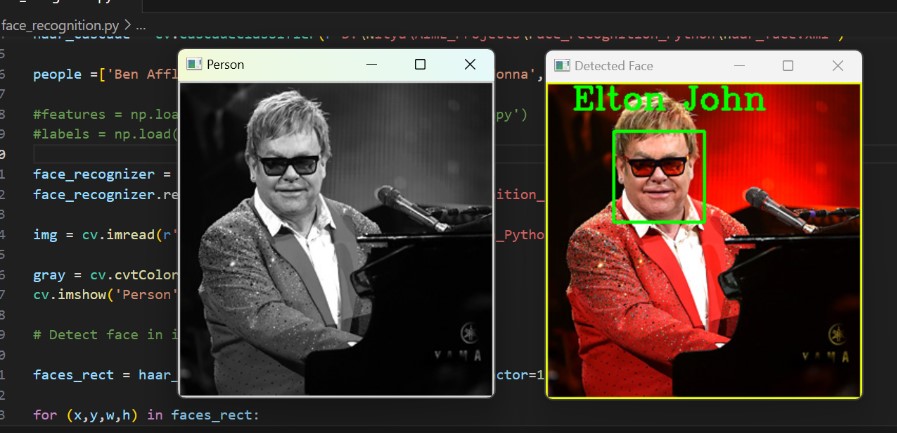 face_recognition.py > ...
people =['Ben Affl
onna',
#features = np.loa
py')
#labels = np.load(
face_recognizer =
face_recognizer.re
ition_
img = cv.imread(r'
_Pytho
gray = cv.cvtColor
cv.imshow('Person'
# Detect face in i
faces_rect = haar_
ctor=1
for (x,y,w,h) in faces_rect:
Person
Detected Face
Elton John
YAMA